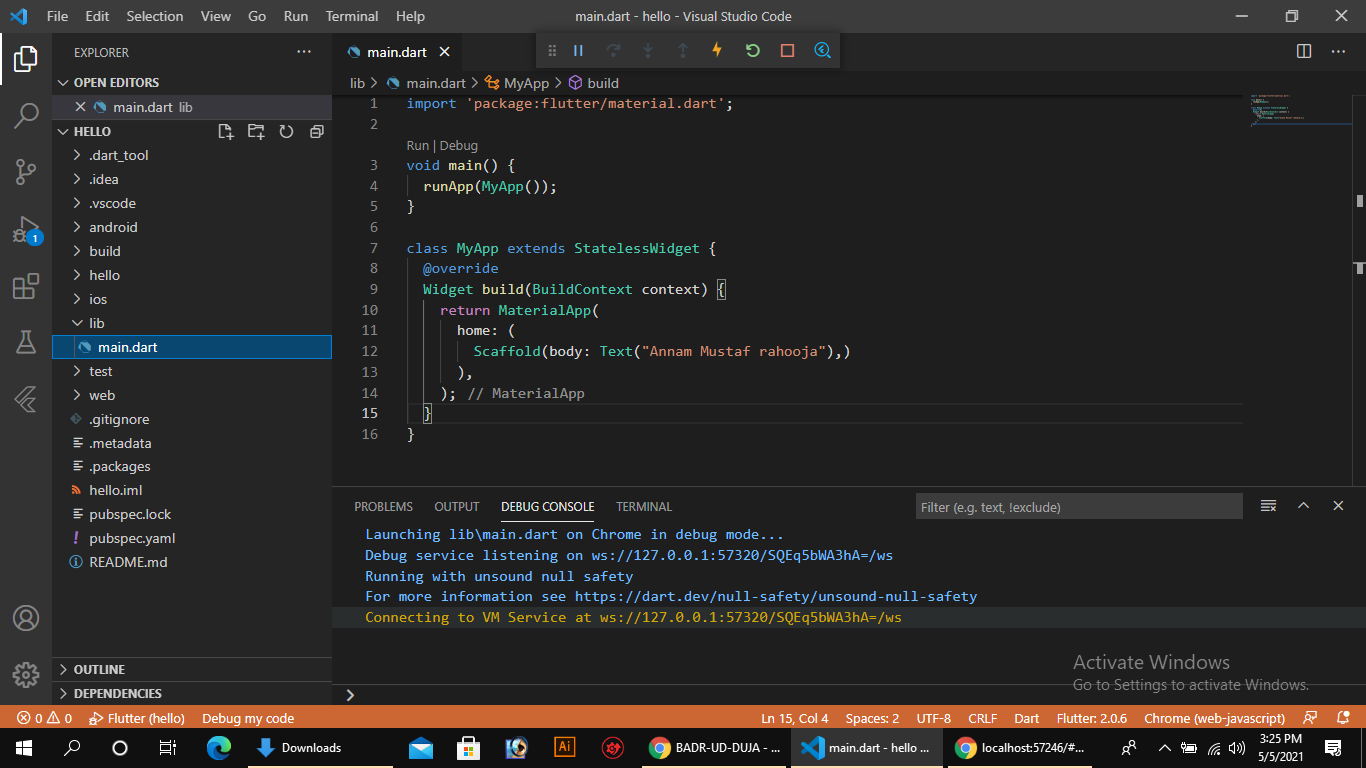 File Edit Selection View Go Run Terminal Help
main.dart - hello - Visual Studio Code
EXPLORER
main.dart
OPEN EDITORS
main.dart lib
HELLO
.dart_tool
.idea
.vscode
android
build
hello
ios
lib
main.dart
test
web
.gitignore
.metadata
.packages
hello.iml
pubspec.lock
pubspec.yaml
README.md
OUTLINE
DEPENDENCIES
1
lib > main.dart > MyApp > build
1 import 'package:flutter/material.dart';
2
Run | Debug
3 void main() {
4 runApp(MyApp());
5 }
6
7 class MyApp extends StatelessWidget {
8 @override
9 Widget build(BuildContext context) {
10 return MaterialApp(
11 home: (
12 Scaffold(body: Text("Annam Mustaf rahooja"),)
13 ),
14 ); // MaterialApp
15 }
16 }
PROBLEMS OUTPUT DEBUG CONSOLE TERMINAL
Filter (e.g. text, !exclude)
Launching lib\main.dart on Chrome in debug mode...
Debug service listening on ws://127.0.0.1:57320/SQEq5bWA3hA=/ws
Running with unsound null safety
For more information see https://dart.dev/null-safety/unsound-null-safety
Connecting to VM Service at ws://127.0.0.1:57320/SQEq5bWA3hA=/ws
Activate Windows
Go to Settings to activate Windows.
0 0 Flutter (hello) Debug my code
Ln 15, Col 4 Spaces: 2 UTF-8 CRLF Dart Flutter: 2.0.6 Chrome (web-javascript)
Downloads
Ai
BADR-UD-DUJA - ...
main.dart - hello ...
localhost:57246/#...
3:25 PM
5/5/2021